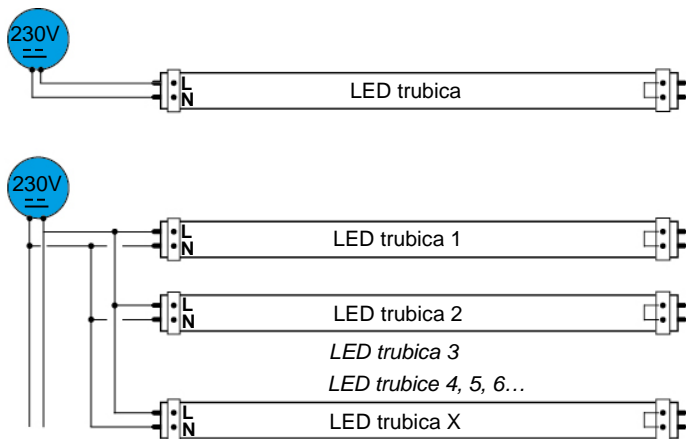 230V
L
N
LED trubica
230V
L
N
LED trubica 1
L
N
LED trubica 2
LED trubica 3
LED trubice 4, 5, 6…
L
N
LED trubica X